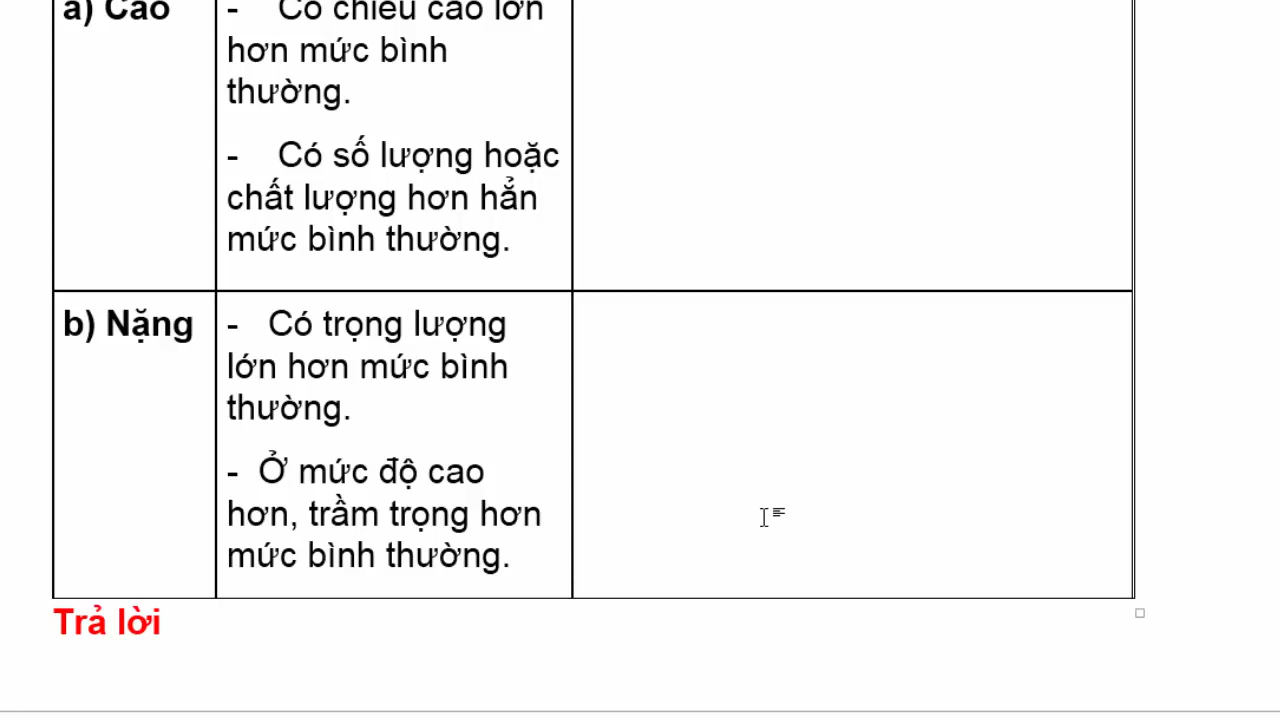 a) Cao
- Có chiều cao lớn
hơn mức bình
thường.
- Có số lượng hoặc
chất lượng hơn hẳn
mức bình thường.
b) Nặng
- Có trọng lượng
lớn hơn mức bình
thường.
- Ở mức độ cao
hơn, trầm trọng hơn
mức bình thường.
Trả lời